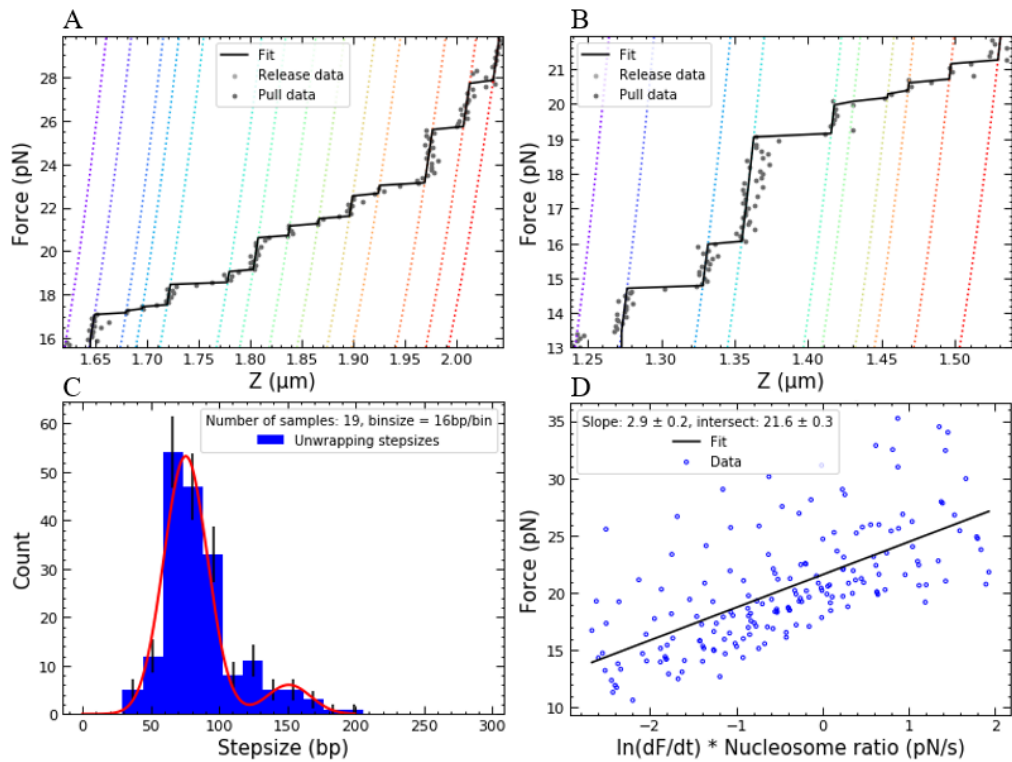 A
Force (pN)
28
26
24
22
20
18
16
Fit
Release data
Pull data
1.65
1.70
1.75
1.80
1.85
1.90
1.95
2.00
Z (μm)
B
Force (pN)
21
20
19
18
17
16
15
14
13
Fit
Release data
Pull data
1.25
1.30
1.35
1.40
1.45
1.50
Z (μm)
C
Count
60
50
40
30
20
10
0
Number of samples: 19, binsize = 16bp/bin
Unwrapping stepsizes
0
50
100
150
200
250
300
Stepsize (bp)
D
Force (pN)
35
30
25
20
15
10
Slope: 2.9 ± 0.2, intersect: 21.6 ± 0.3
Fit
Data
−2
−1
0
1
2
ln(dF/dt) * Nucleosome ratio (pN/s)